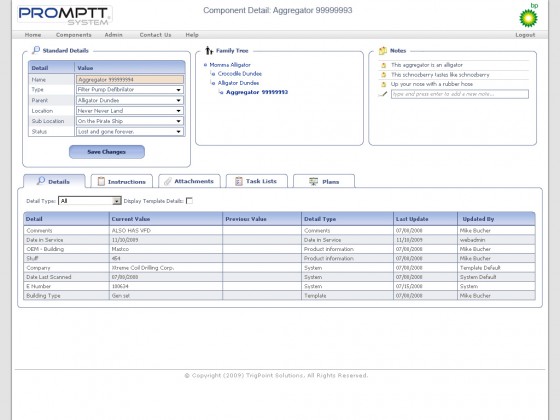 PROMPTT
SYSTEM
Component Detail: Aggregator 99999993
bp
Home Components Admin Contact Us Help
Logout
Standard Details
Detail Value
Name Aggregator 999999994
Type Filter Pump Defibrilator
Parent Alligator Dundee
Location Never Never Land
Sub Location On the Pirate Ship
Status Lost and gone forever.
Save Changes
Family Tree
Momma Alligator
Crocodile Dundee
Alligator Dundee
Aggregator 99999993
Notes
This aggregator is an alligator
This schnozberry tastes like schnozberry
Up your nose with a rubber hose
type and press enter to add a new note...
Details Instructions Attachments Task Lists Plans
Detail Type: All Display Template Details:
Detail Current Value Previous Value Detail Type Last Update Updated By
Comments ALSO HAS VFD Comments 07/08/2008 Mike Bucher
Date in Service 11/10/2009 Date in Service 11/10/2009 webadmin
OEM - Building Mestco Product Information 07/08/2008 Mike Bucher
Stuff 454 Product Information 07/08/2008 Mike Bucher
Company Xtreme Coil Drilling Corp. System 07/08/2008 Template Default
Date Last Scanned 07/08/2008 System 07/08/2008 System Default
E Number 100624 System 07/15/2008 System
Building Type Gen set Template 07/08/2008 Mike Bucher
© Copyright (2009) TrigPoint Solutions, All Rights Reserved.